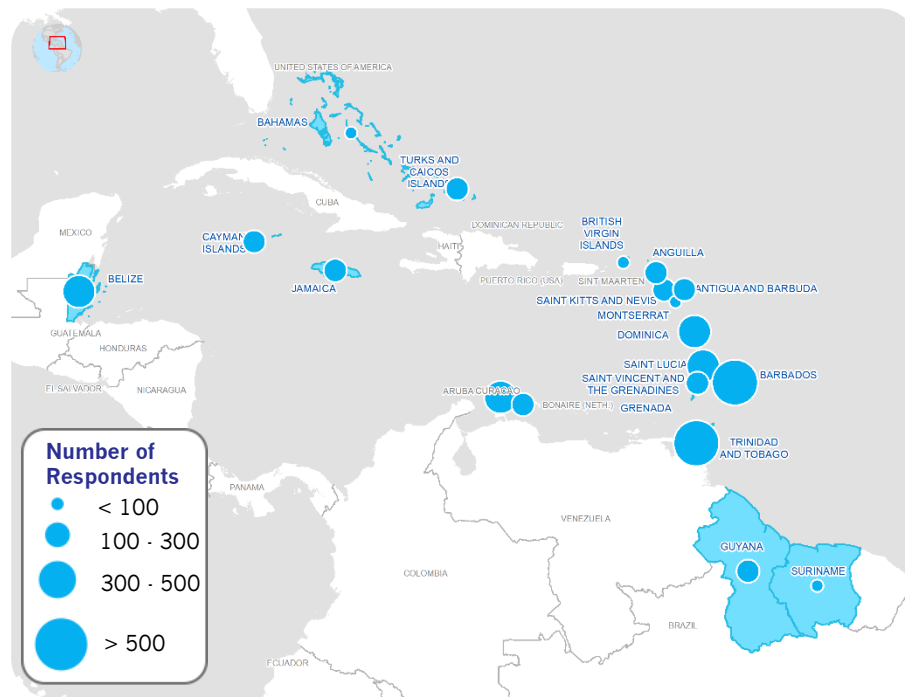 UNITED STATES OF AMERICA
BAHAMAS
TURKS AND
CAICOS
ISLANDS
CUBA
MEXICO
CAYMAN
ISLANDS
HAITI
DOMINICAN REPUBLIC
BRITISH
VIRGIN
ISLANDS
ANGUILLA
BELIZE
JAMAICA
PUERTO RICO (USA)
SINT MAARTEN
ANTIGUA AND BARBUDA
SAINT KITTS AND NEVIS
MONTSERRAT
GUATEMALA
HONDURAS
DOMINICA
EL SALVADOR
NICARAGUA
SAINT LUCIA
BARBADOS
SAINT VINCENT AND
THE GRENADINES
ARUBA
CURAÇAO
BONAIRE (NETH.)
GRENADA
TRINIDAD
AND TOBAGO
PANAMA
VENEZUELA
GUYANA
SURINAME
COLOMBIA
BRAZIL
ECUADOR
Number of
Respondents
< 100
100 - 300
300 - 500
> 500